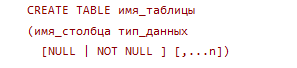 CREATE TABLE имя_таблицы
(имя_столбца тип_данных
[NULL | NOT NULL ] [,...n])